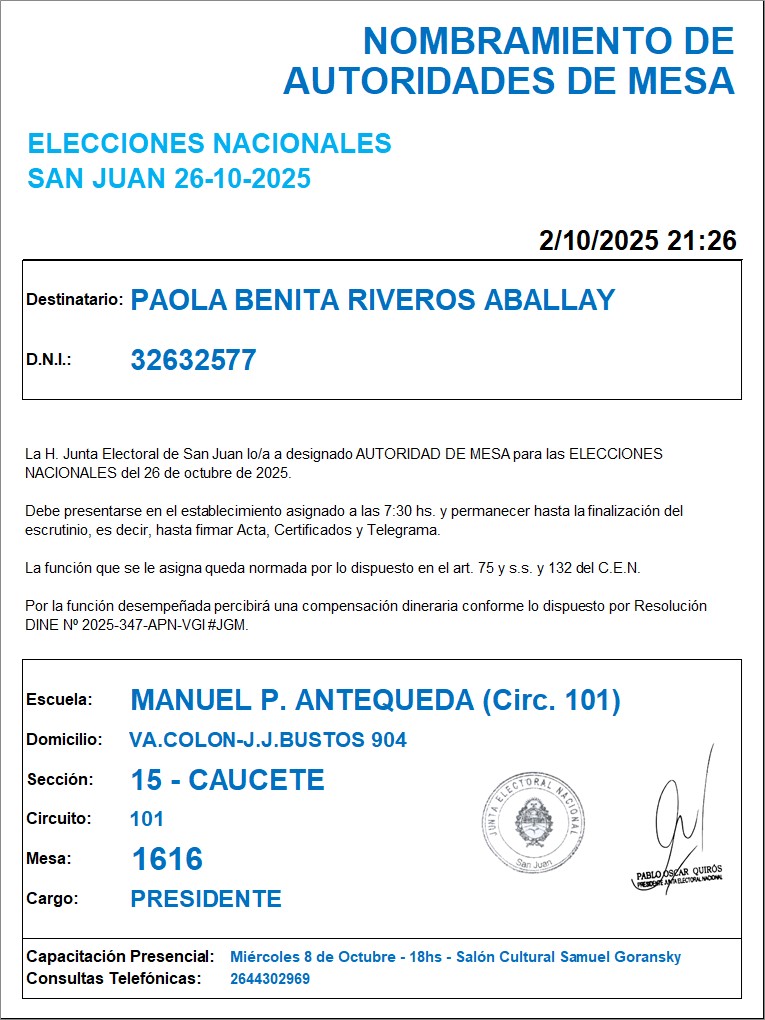 NOMBRAMIENTO DE
AUTORIDADES DE MESA
ELECCIONES NACIONALES
SAN JUAN 26-10-2025
2/10/2025 21:26
Destinatario: PAOLA BENITA RIVEROS ABALLAY
D.N.I.: 32632577
La H. Junta Electoral de San Juan lo/a a designado AUTORIDAD DE MESA para las ELECCIONES
NACIONALES del 26 de octubre de 2025.
Debe presentarse en el establecimiento asignado a las 7:30 hs. y permanecer hasta la finalización del
escrutinio, es decir, hasta firmar Acta, Certificados y Telegrama.
La función que se le asigna queda normada por lo dispuesto en el art. 75 y s.s. y 132 del C.E.N.
Por la función desempeñada percibirá una compensación dineraria conforme lo dispuesto por Resolución
DINE Nº 2025-347-APN-VGI#JGM.
Escuela: MANUEL P. ANTEQUEDA (Circ. 101)
Domicilio: VA.COLON-J.J.BUSTOS 904
Sección: 15 - CAUCETE
Circuito: 101
Mesa: 1616
Cargo: PRESIDENTE
JUNTA ELECTORAL NACIONAL
San Juan
PABLO OSCAR QUIRÓS
PRESIDENTE JUNTA ELECTORAL NACIONAL
Capacitación Presencial: Miércoles 8 de Octubre - 18hs - Salón Cultural Samuel Goransky
Consultas Telefónicas: 2644302969